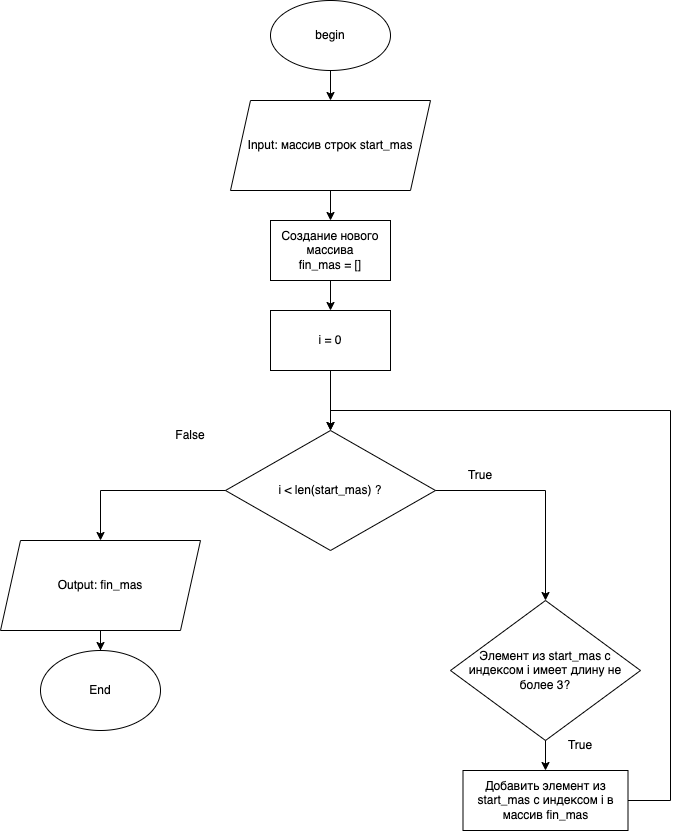 begin
Input: массив строк start_mas
Создание нового
массива
fin_mas = []
i = 0
False
i < len(start_mas) ?
True
Output: fin_mas
Элемент из start_mas с
индексом i имеет длину не
более 3?
End
True
Добавить элемент из
start_mas с индексом i в
массив fin_mas